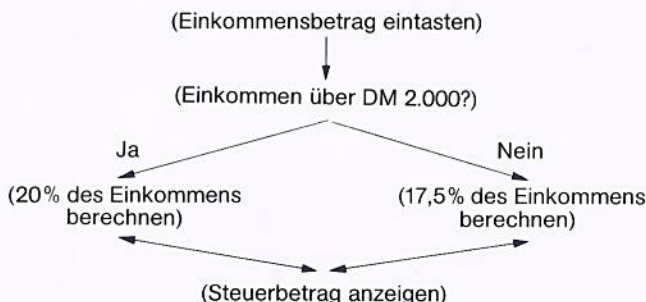 (Einkommensbetrag eintasten)
(Einkommen über DM 2.000?)
Ja
Nein
(20% des Einkommens
berechnen)
(17,5% des Einkommens
berechnen)
(Steuerbetrag anzeigen)